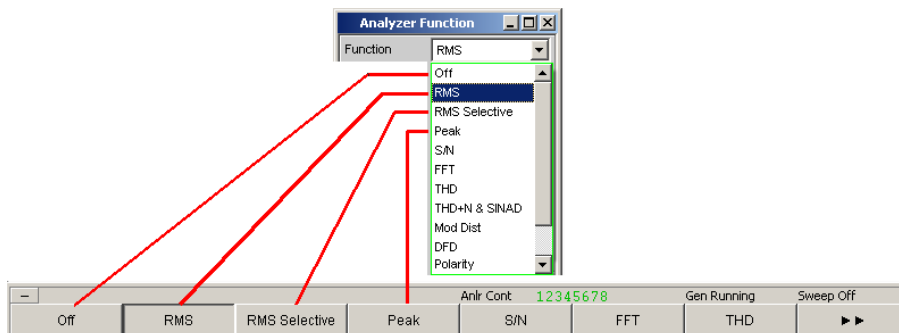 Analyzer Function
Function RMS
Off
RMS
RMS Selective
Peak
S/N
FFT
THD
THD+N & SINAD
Mod Dist
DFD
Polarity
Anlr Cont 12345678 Gen Running Sweep Off
Off RMS RMS Selective Peak S/N FFT THD